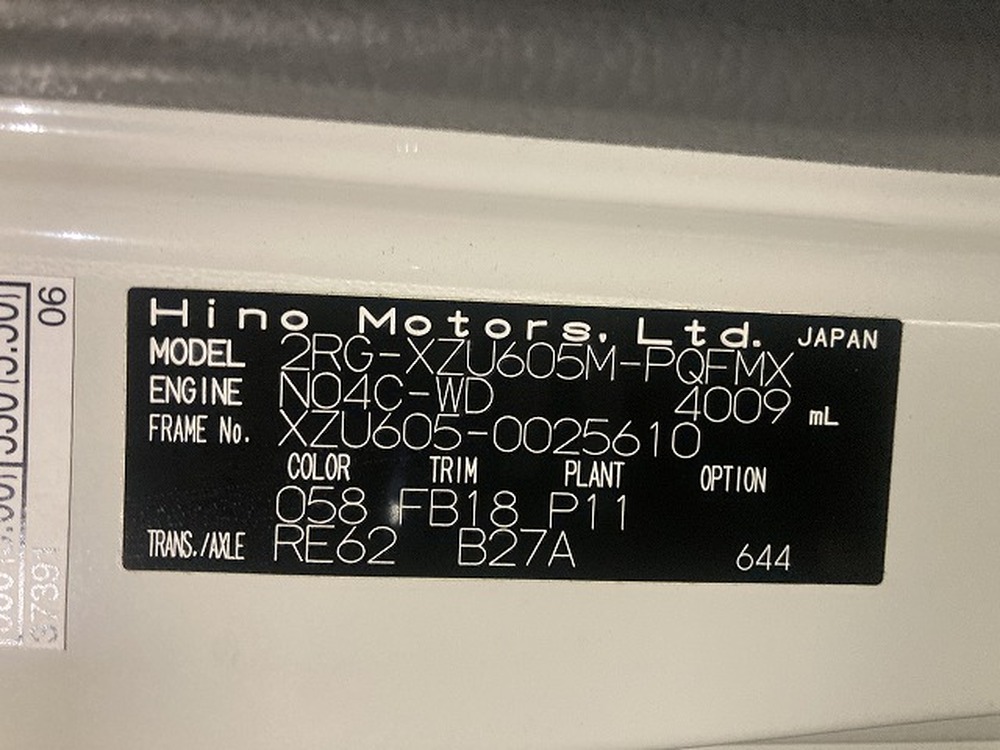 Hino Motors, Ltd. JAPAN
MODEL 2RG-XZU605M-PQFMX
ENGINE N04C-WD 4009 mL
FRAME No. XZU605-0025610
COLOR TRIM PLANT OPTION
058 FB18 P11
TRANS./AXLE RE62 B27A 644
90